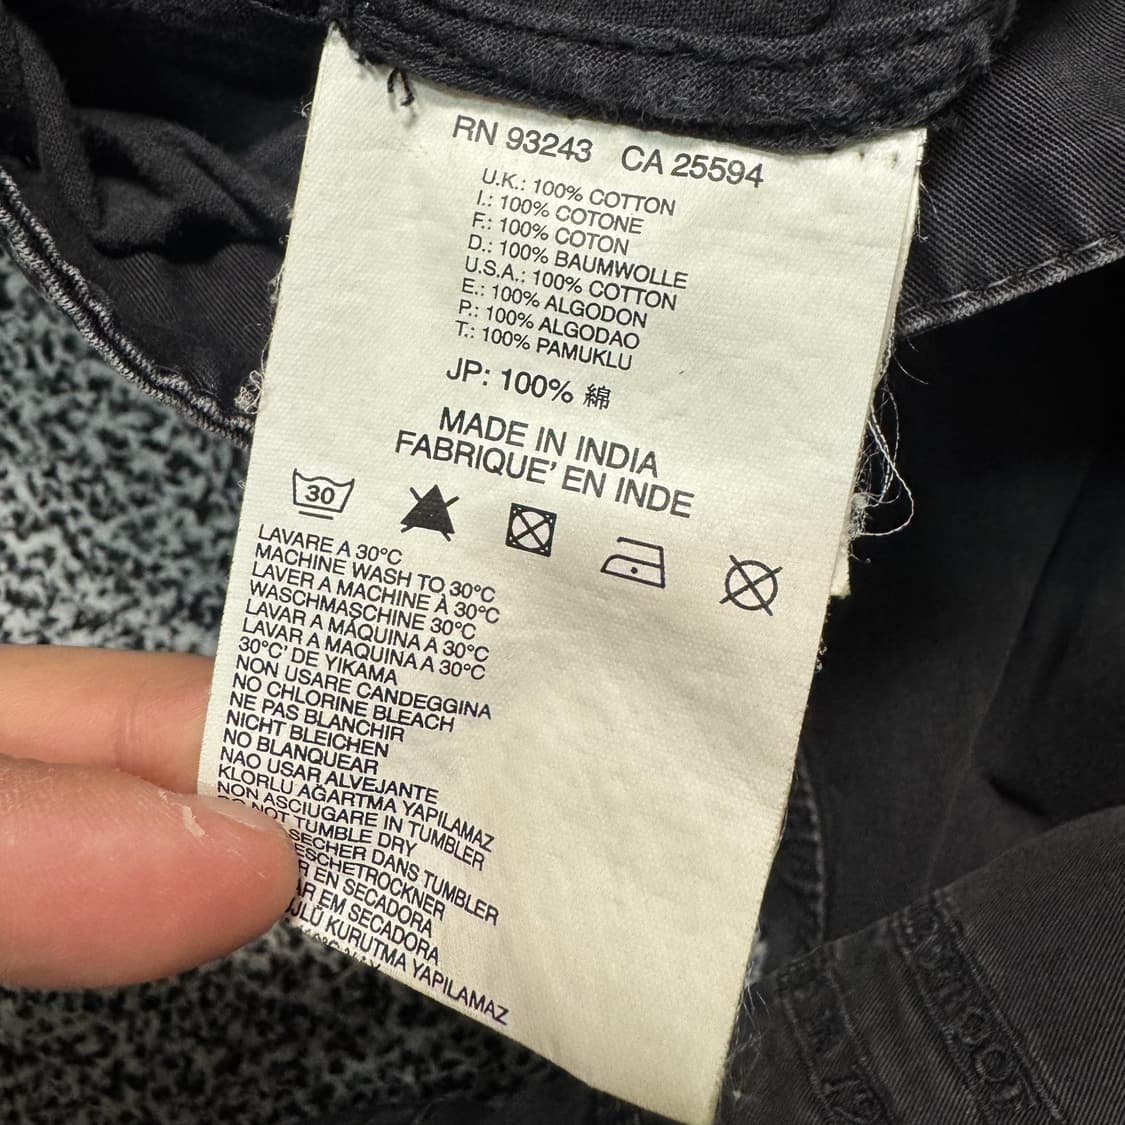 RN 93243 CA 25594
U.K.: 100% COTTON
I.: 100% COTONE
F.: 100% COTON
D.: 100% BAUMWOLLE
U.S.A.: 100% COTTON
E.: 100% ALGODON
P.: 100% ALGODAO
T.: 100% PAMUKLU
JP: 100% 綿
MADE IN INDIA
FABRIQUE' EN INDE
30
LAVARE A 30°C
MACHINE WASH TO 30°C
LAVER A MACHINE À 30°C
WASCHMASCHINE 30°C
LAVAR A MÁQUINA A 30°C
LAVAR A MAQUINA A 30°C
30°C' DE YIKAMA
NON USARE CANDEGGINA
NO CHLORINE BLEACH
NE PAS BLANCHIR
NICHT BLEICHEN
NO BLANQUEAR
NAO USAR ALVEJANTE
KLORLU AĞARTMA YAPILAMAZ
NON ASCIUGARE IN TUMBLER
DO NOT TUMBLE DRY
SECHER DANS TUMBLER
EN SECADORA
EM SECADORA
KURUTMA YAPILAMAZ